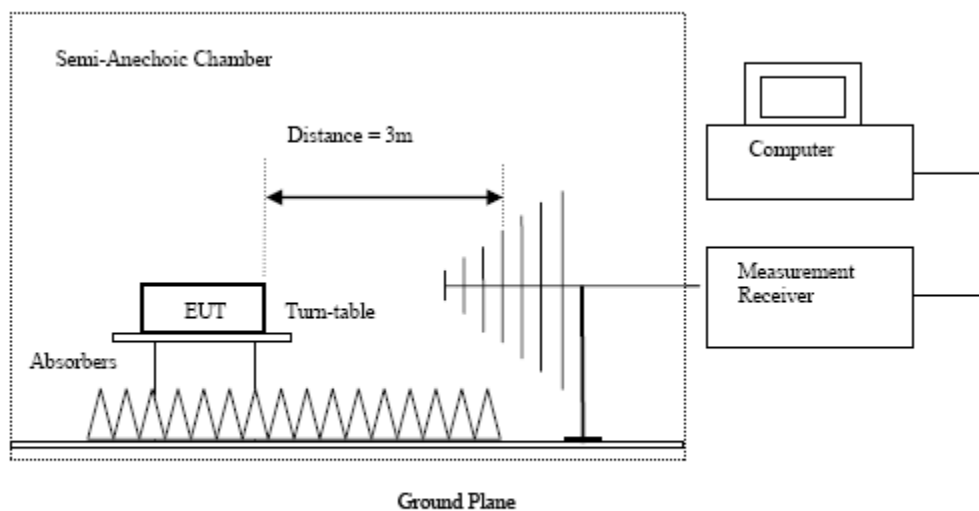 Semi-Anechoic Chamber
Distance = 3m
Computer
Measurement
Receiver
EUT
Turn-table
Absorbers
Ground Plane